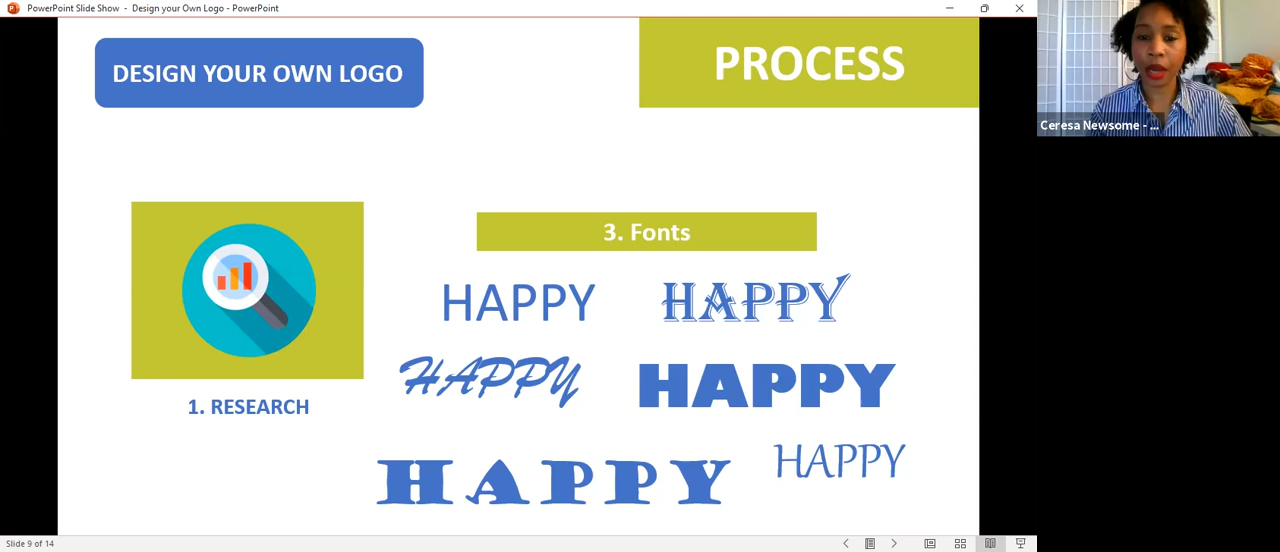 PowerPoint Slide Show - Design your Own Logo - PowerPoint
DESIGN YOUR OWN LOGO
PROCESS
Ceresa Newsome - ...
3. Fonts
HAPPY
HAPPY
HAPPY
HAPPY
1. RESEARCH
HAPPY
HAPPY
Slide 9 of 14